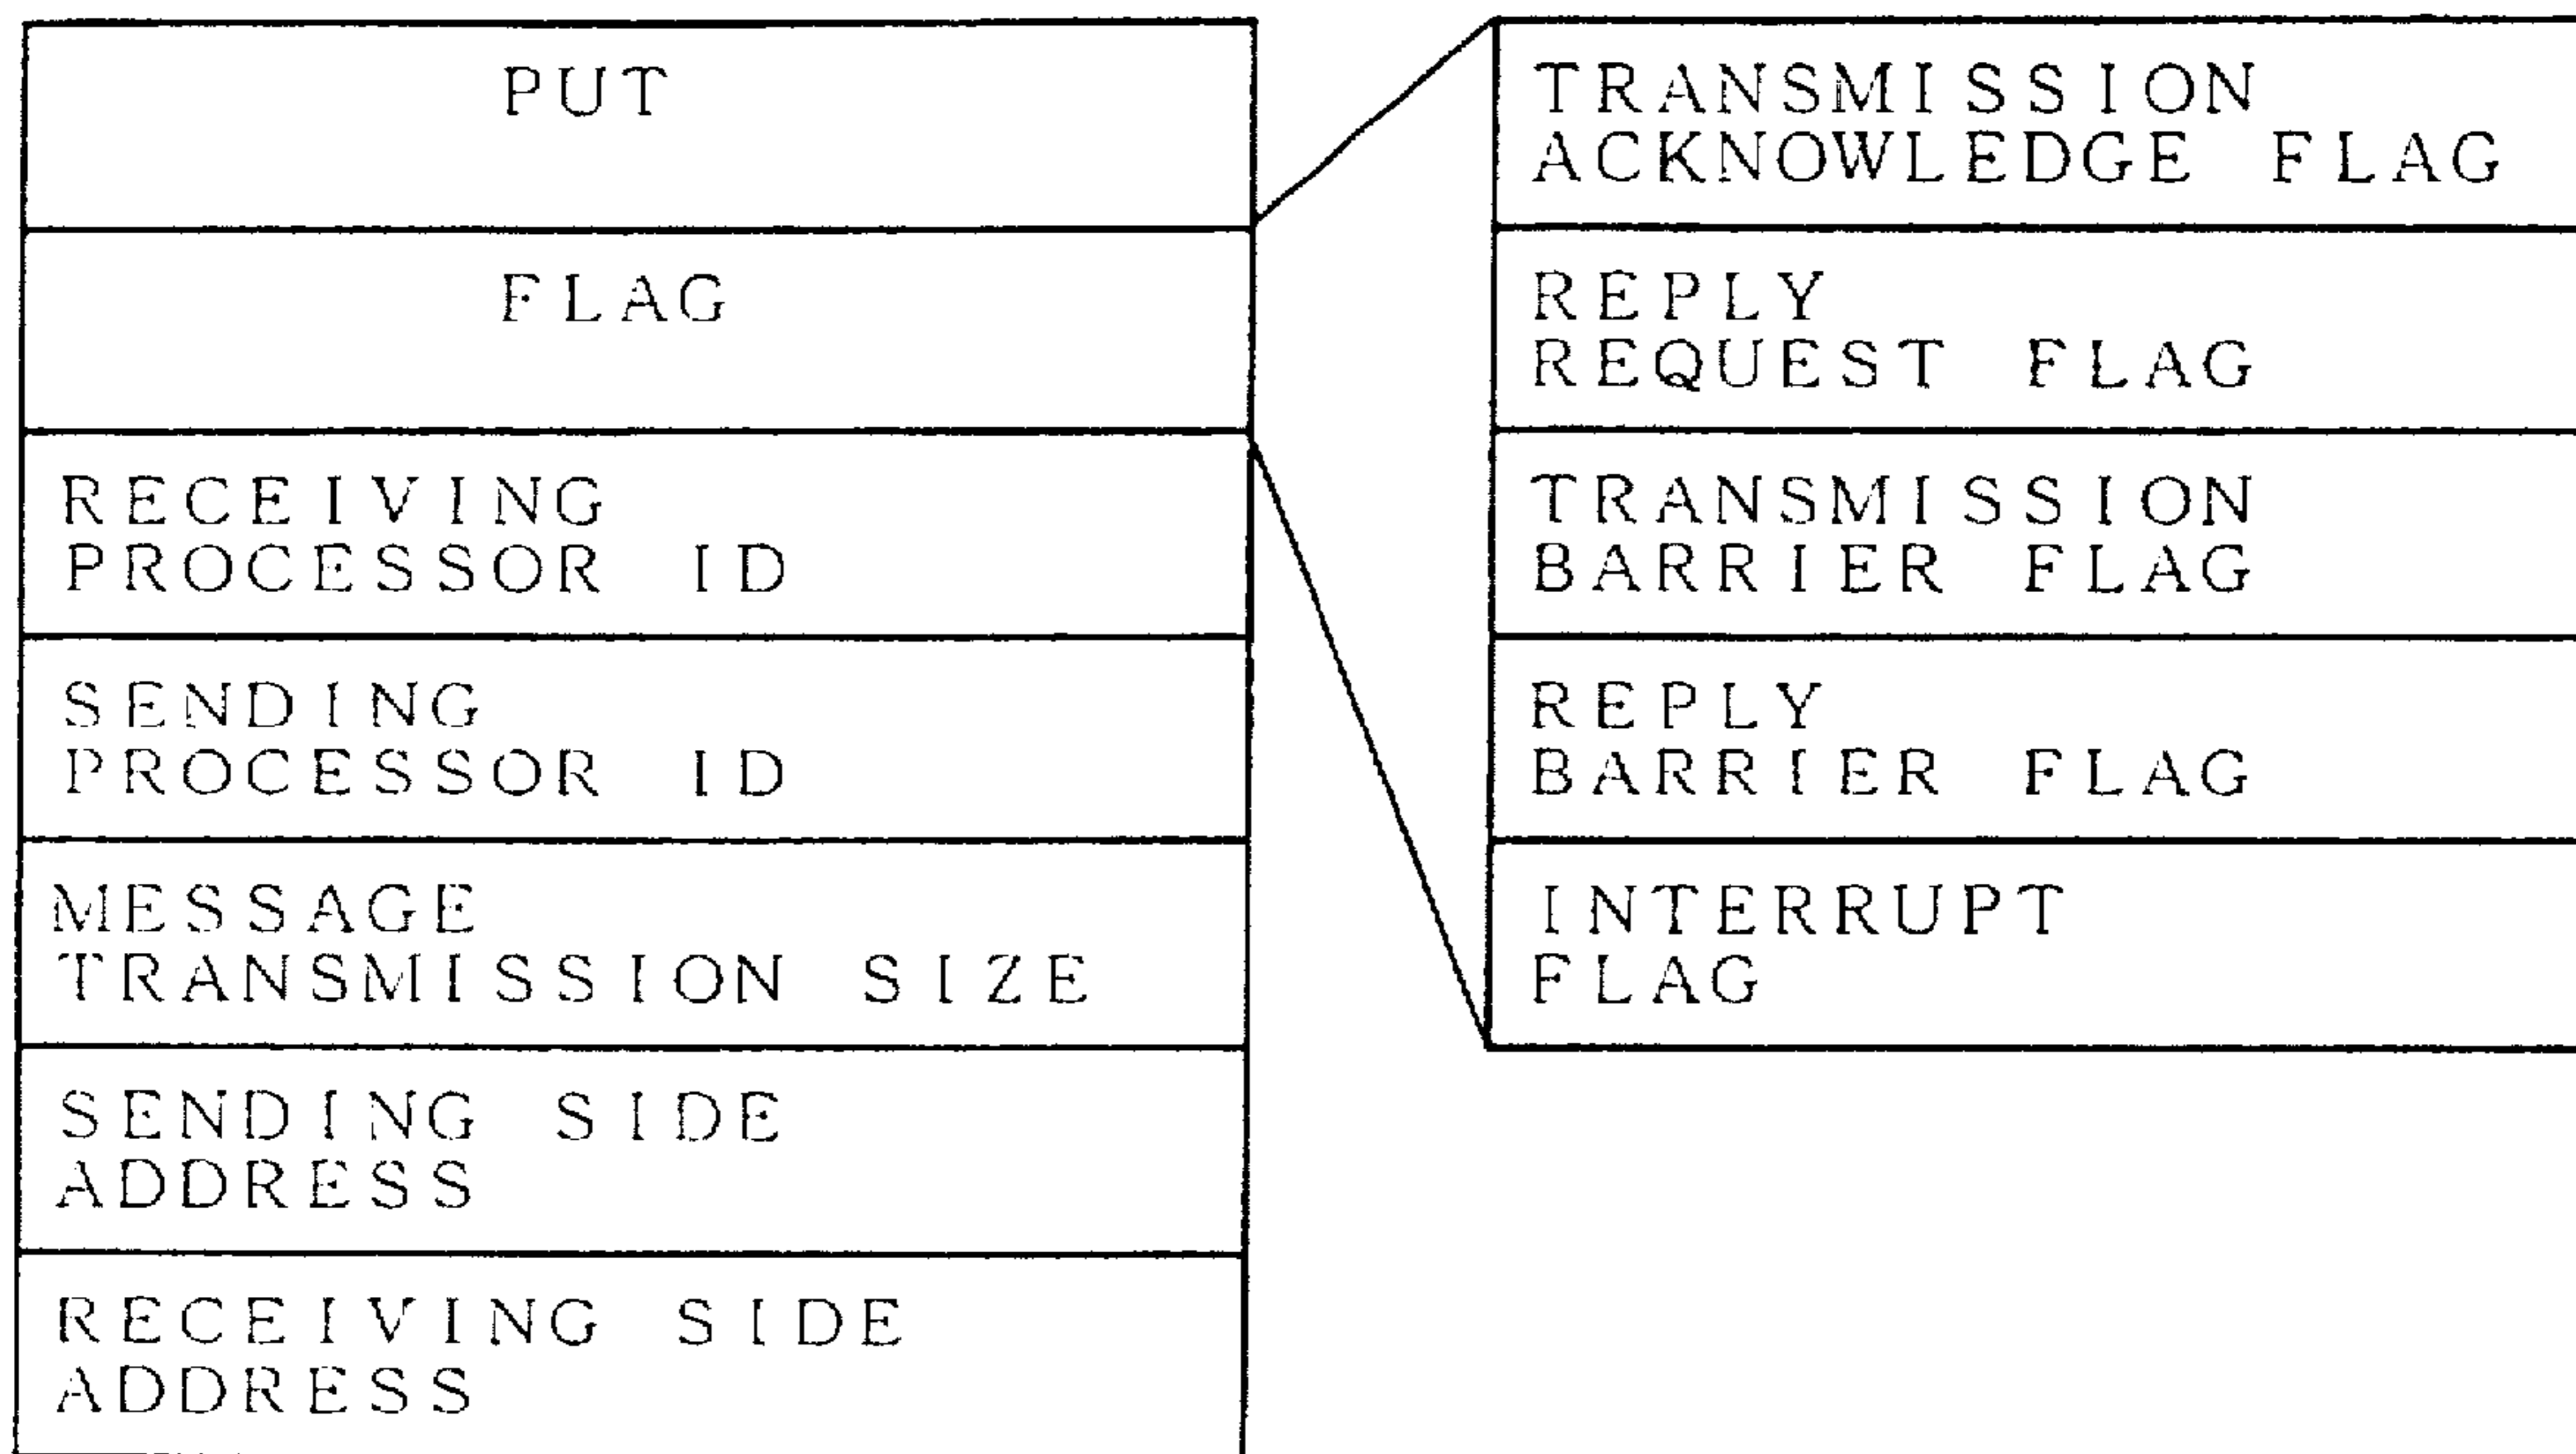 PUT
FLAG
RECEIVING
PROCESSOR ID
SENDING
PROCESSOR ID
MESSAGE
TRANSMISSION SIZE
SENDING SIDE
ADDRESS
RECEIVING SIDE
ADDRESS
TRANSMISSION
ACKNOWLEDGE FLAG
REPLY
REQUEST FLAG
TRANSMISSION
BARRIER FLAG
REPLY
BARRIER FLAG
INTERRUPT
FLAG